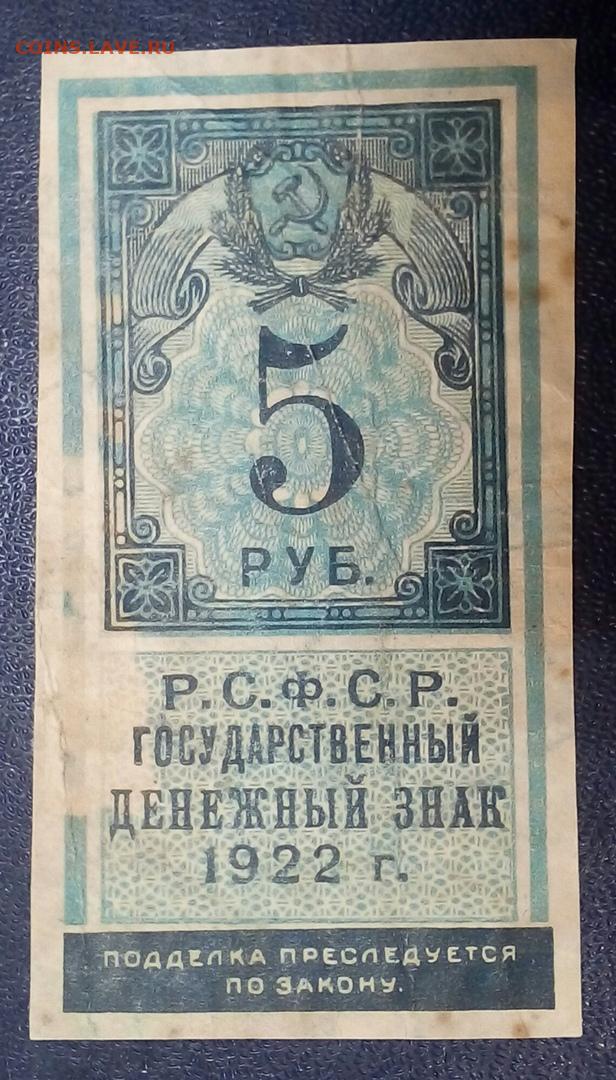 COINS.LAVE.RU
5
РУБ.
Р.С.Ф.С.Р.
ГОСУДАРСТВЕННЫЙ
ДЕНЕЖНЫЙ ЗНАК
1922 г.
ПОДДЕЛКА ПРЕСЛЕДУЕТСЯ
ПО ЗАКОНУ.